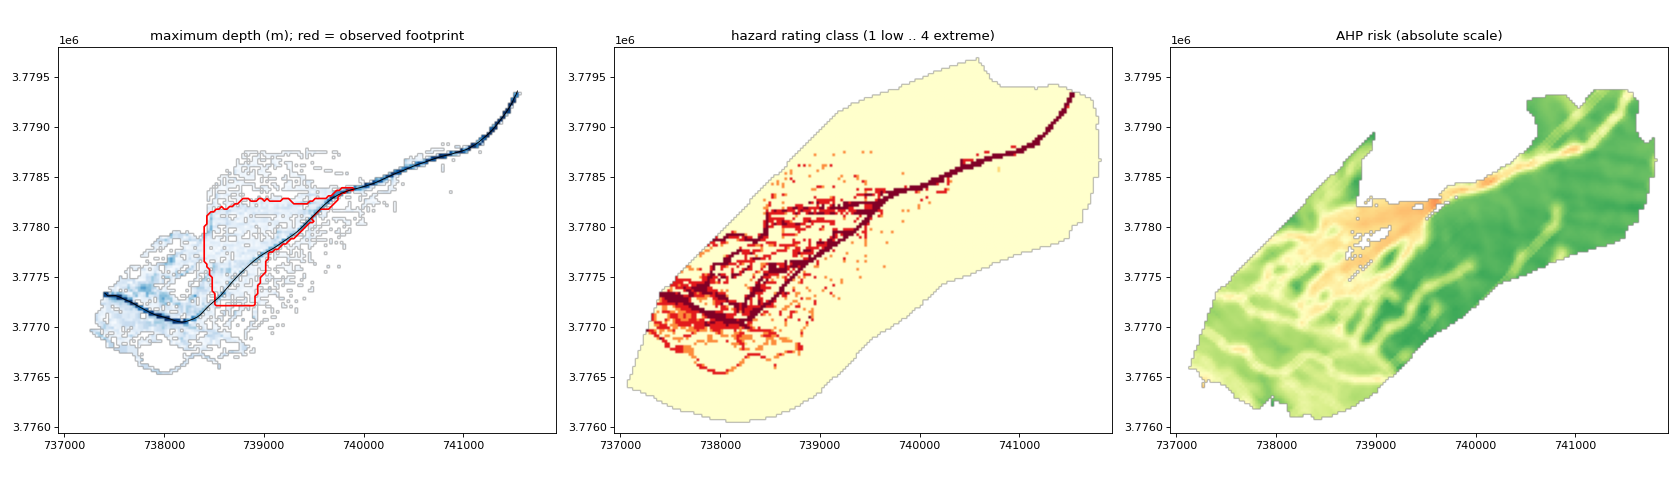 maximum depth (m); red = observed footprint
1e6
3.7795
3.7790
3.7785
3.7780
3.7775
3.7770
3.7765
3.7760
737000 738000 739000 740000 741000
hazard rating class (1 low .. 4 extreme)
1e6
3.7795
3.7790
3.7785
3.7780
3.7775
3.7770
3.7765
3.7760
737000 738000 739000 740000 741000
AHP risk (absolute scale)
1e6
3.7795
3.7790
3.7785
3.7780
3.7775
3.7770
3.7765
3.7760
737000 738000 739000 740000 741000